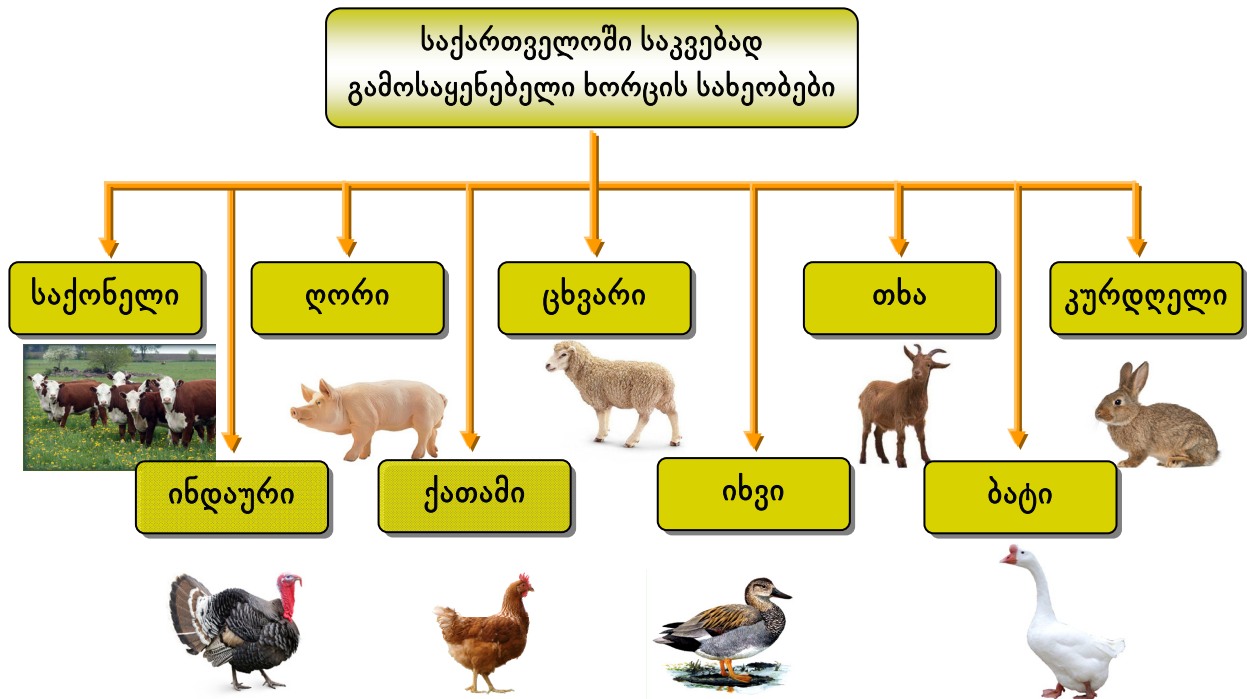 საქართველოში საკვებად
გამოსაყენებელი ხორცის სახეობები
საქონელი
ღორი
ცხვარი
თხა
კურდღელი
ინდაური
ქათამი
იხვი
ბატი